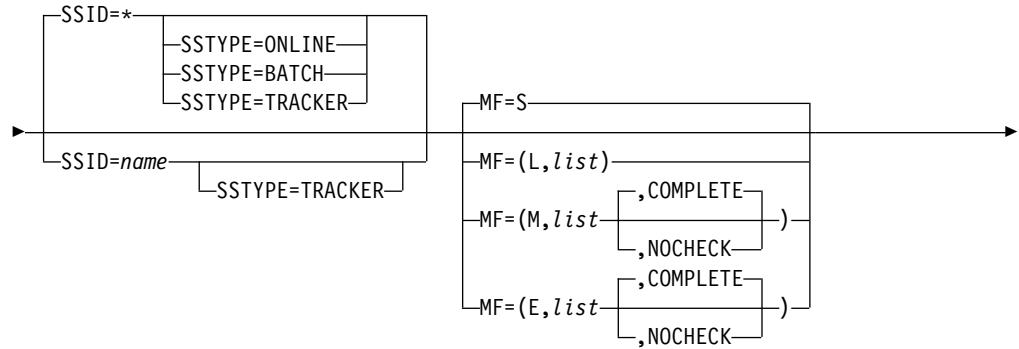 SSID=*
SSTYPE=ONLINE
SSTYPE=BATCH
SSTYPE=TRACKER
SSID=name
SSTYPE=TRACKER
MF=S
MF=(L,list)
MF=(M,list ,COMPLETE )
,NOCHECK
MF=(E,list ,COMPLETE )
,NOCHECK